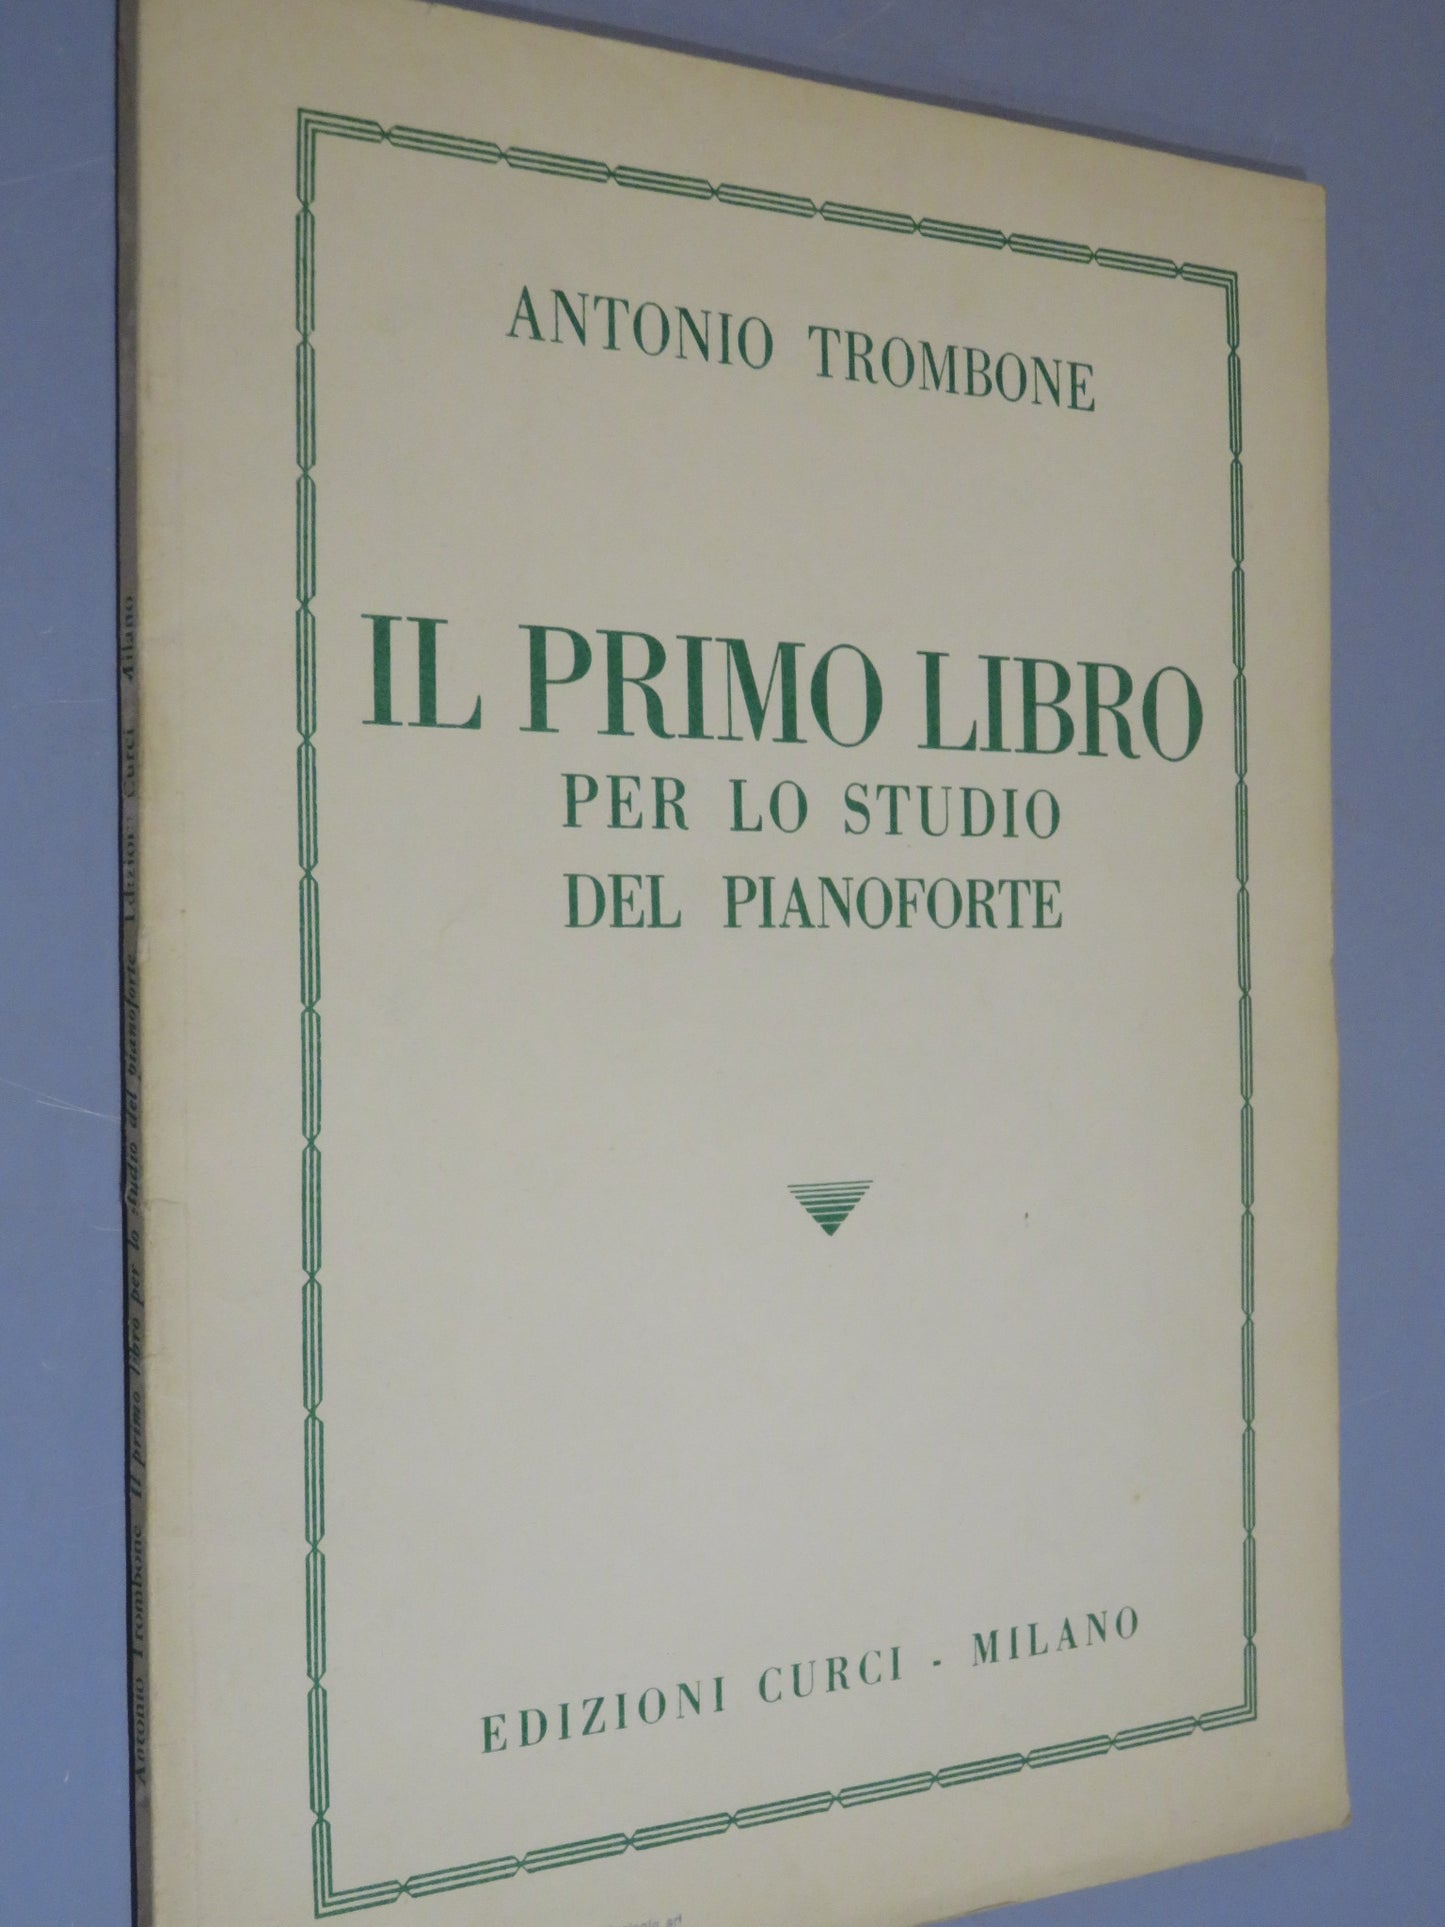 ANTONIO TROMBONE
IL PRIMO LIBRO
PER LO STUDIO
DEL PIANOFORTE
EDIZIONI CURCI - MILANO
Antonio Trombone Il primo libro per lo studio del pianoforte Edizioni Curci Milano
srl